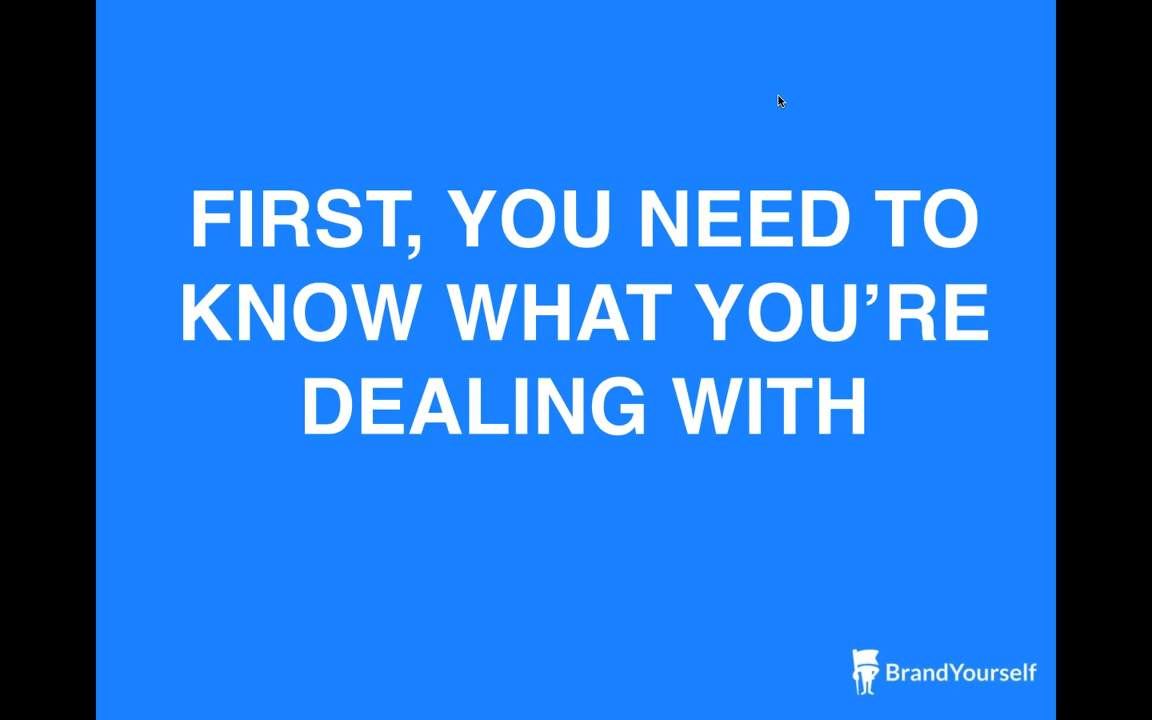 FIRST, YOU NEED TO
KNOW WHAT YOU’RE
DEALING WITH
BrandYourself